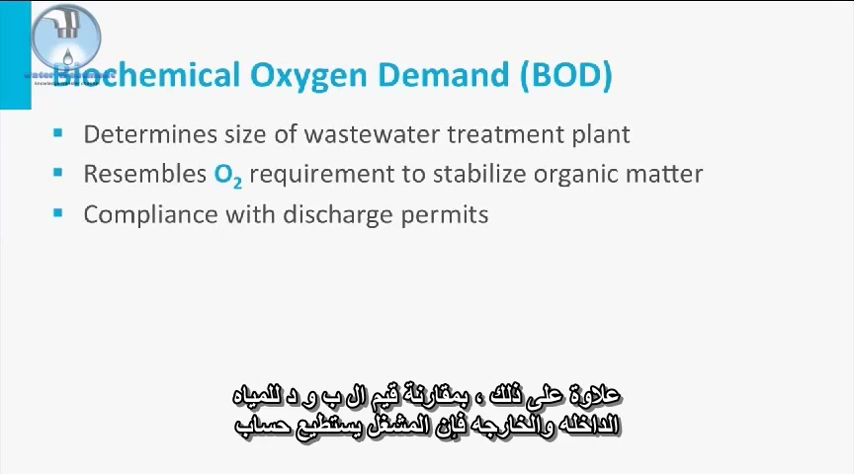 Biochemical Oxygen Demand (BOD)
Determines size of wastewater treatment plant
Resembles O₂ requirement to stabilize organic matter
Compliance with discharge permits
علاوة على ذلك ، بمقارنة قيم ال ب و د للمياه
الداخله والخارجه فإن المشغل يستطيع حساب